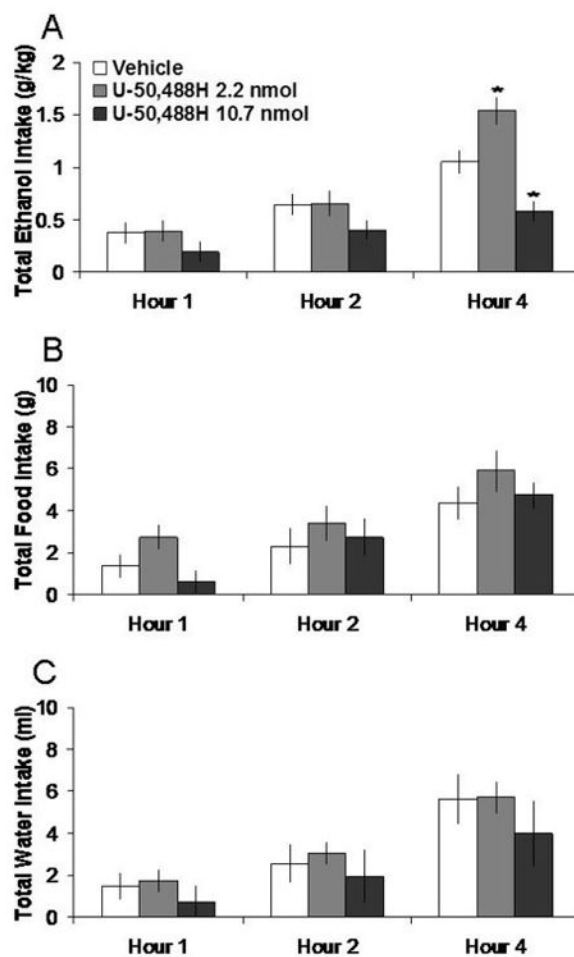 A
Total Ethanol Intake (g/kg)
2
1.5
1
0.5
0
Vehicle
U-50,488H 2.2 nmol
U-50,488H 10.7 nmol
*
*
Hour 1 Hour 2 Hour 4
B
Total Food Intake (g)
10
8
6
4
2
0
Hour 1 Hour 2 Hour 4
C
Total Water Intake (ml)
10
8
6
4
2
0
Hour 1 Hour 2 Hour 4